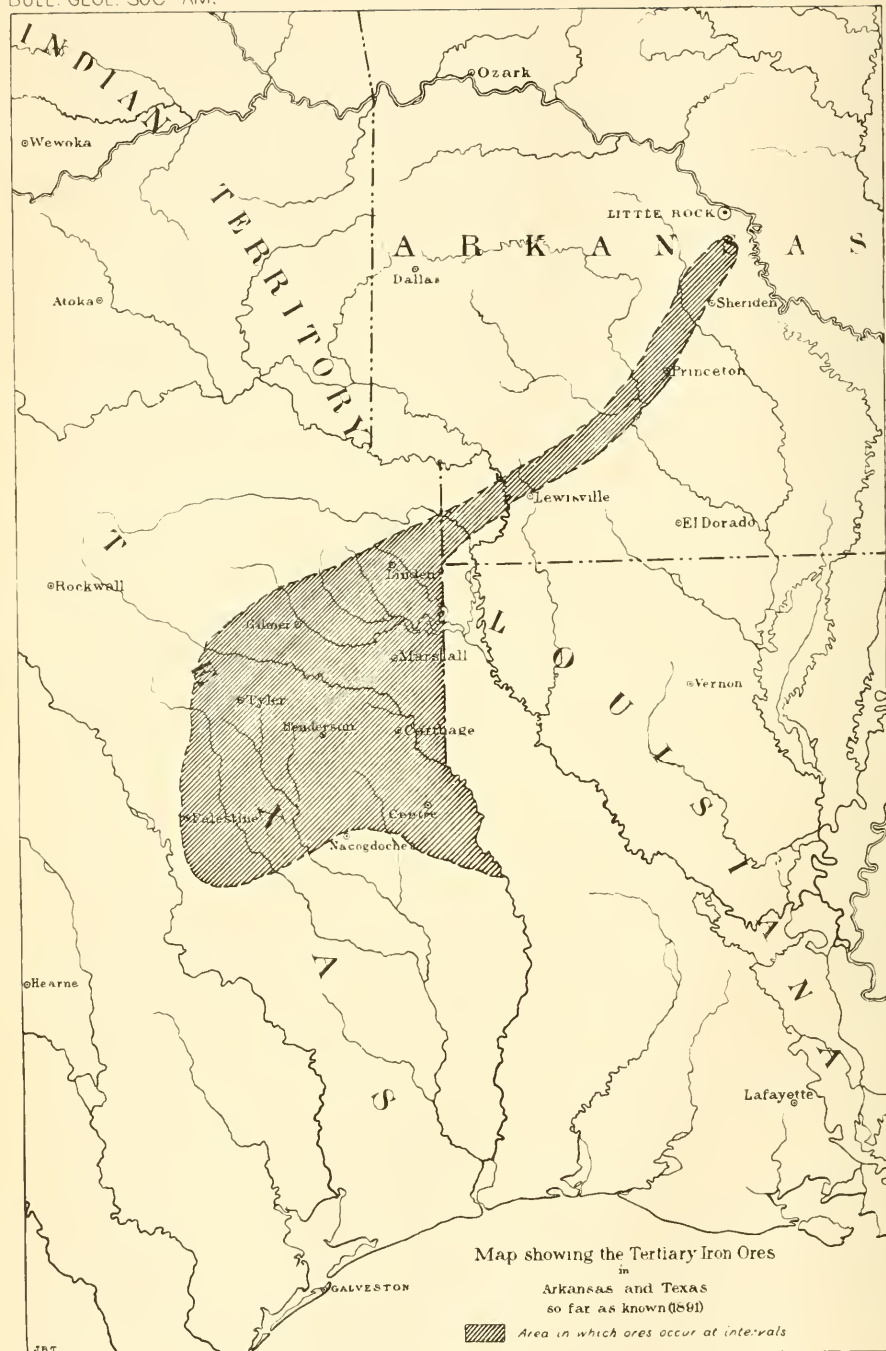 BULL. GEOL. SOC. AM.
INDIAN
Ozark
Wewoka
TERRITORY
LITTLE ROCK
ARKANSAS
Dallas
Atoka
Sheriden
Princeton
Lewisville
El Dorado
TEXAS
Linden
Rockwall
LOUISIANA
Gilmer
Marshall
Vernon
Tyler
Henderson
Carthage
Palestine
Centre
Nacogdoches
Hearne
Lafayette
Map showing the Tertiary Iron Ores
in
Arkansas and Texas
so far as known (1891)
GALVESTON
Area in which ores occur at intervals
J.B.T.